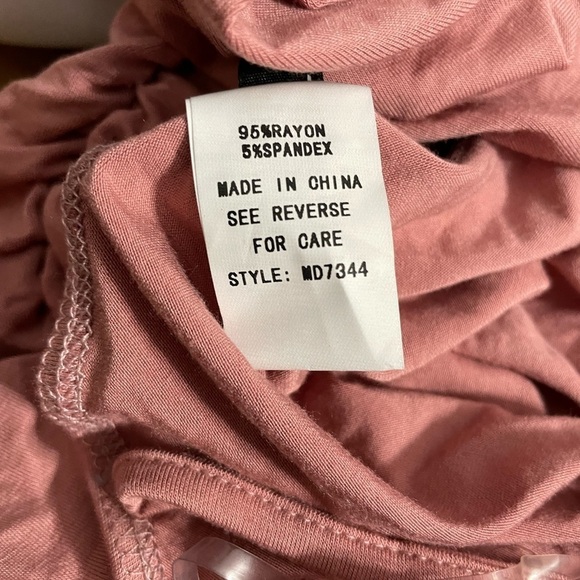 95%RAYON
5%SPANDEX
MADE IN CHINA
SEE REVERSE
FOR CARE
STYLE: MD7344